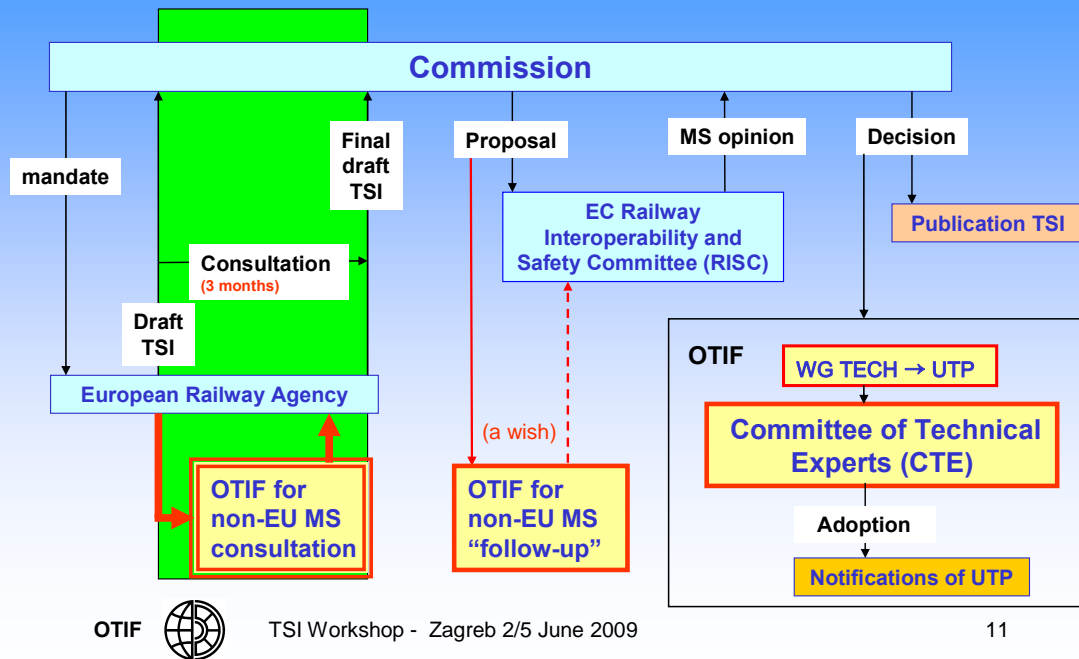 Commission
mandate
Final
draft
TSI
Proposal
MS opinion
Decision
EC Railway
Interoperability and
Safety Committee (RISC)
Publication TSI
Consultation
(3 months)
Draft
TSI
European Railway Agency
(a wish)
OTIF for
non-EU MS
consultation
OTIF for
non-EU MS
“follow-up”
OTIF
WG TECH → UTP
Committee of Technical
Experts (CTE)
Adoption
Notifications of UTP
OTIF TSI Workshop - Zagreb 2/5 June 2009 11